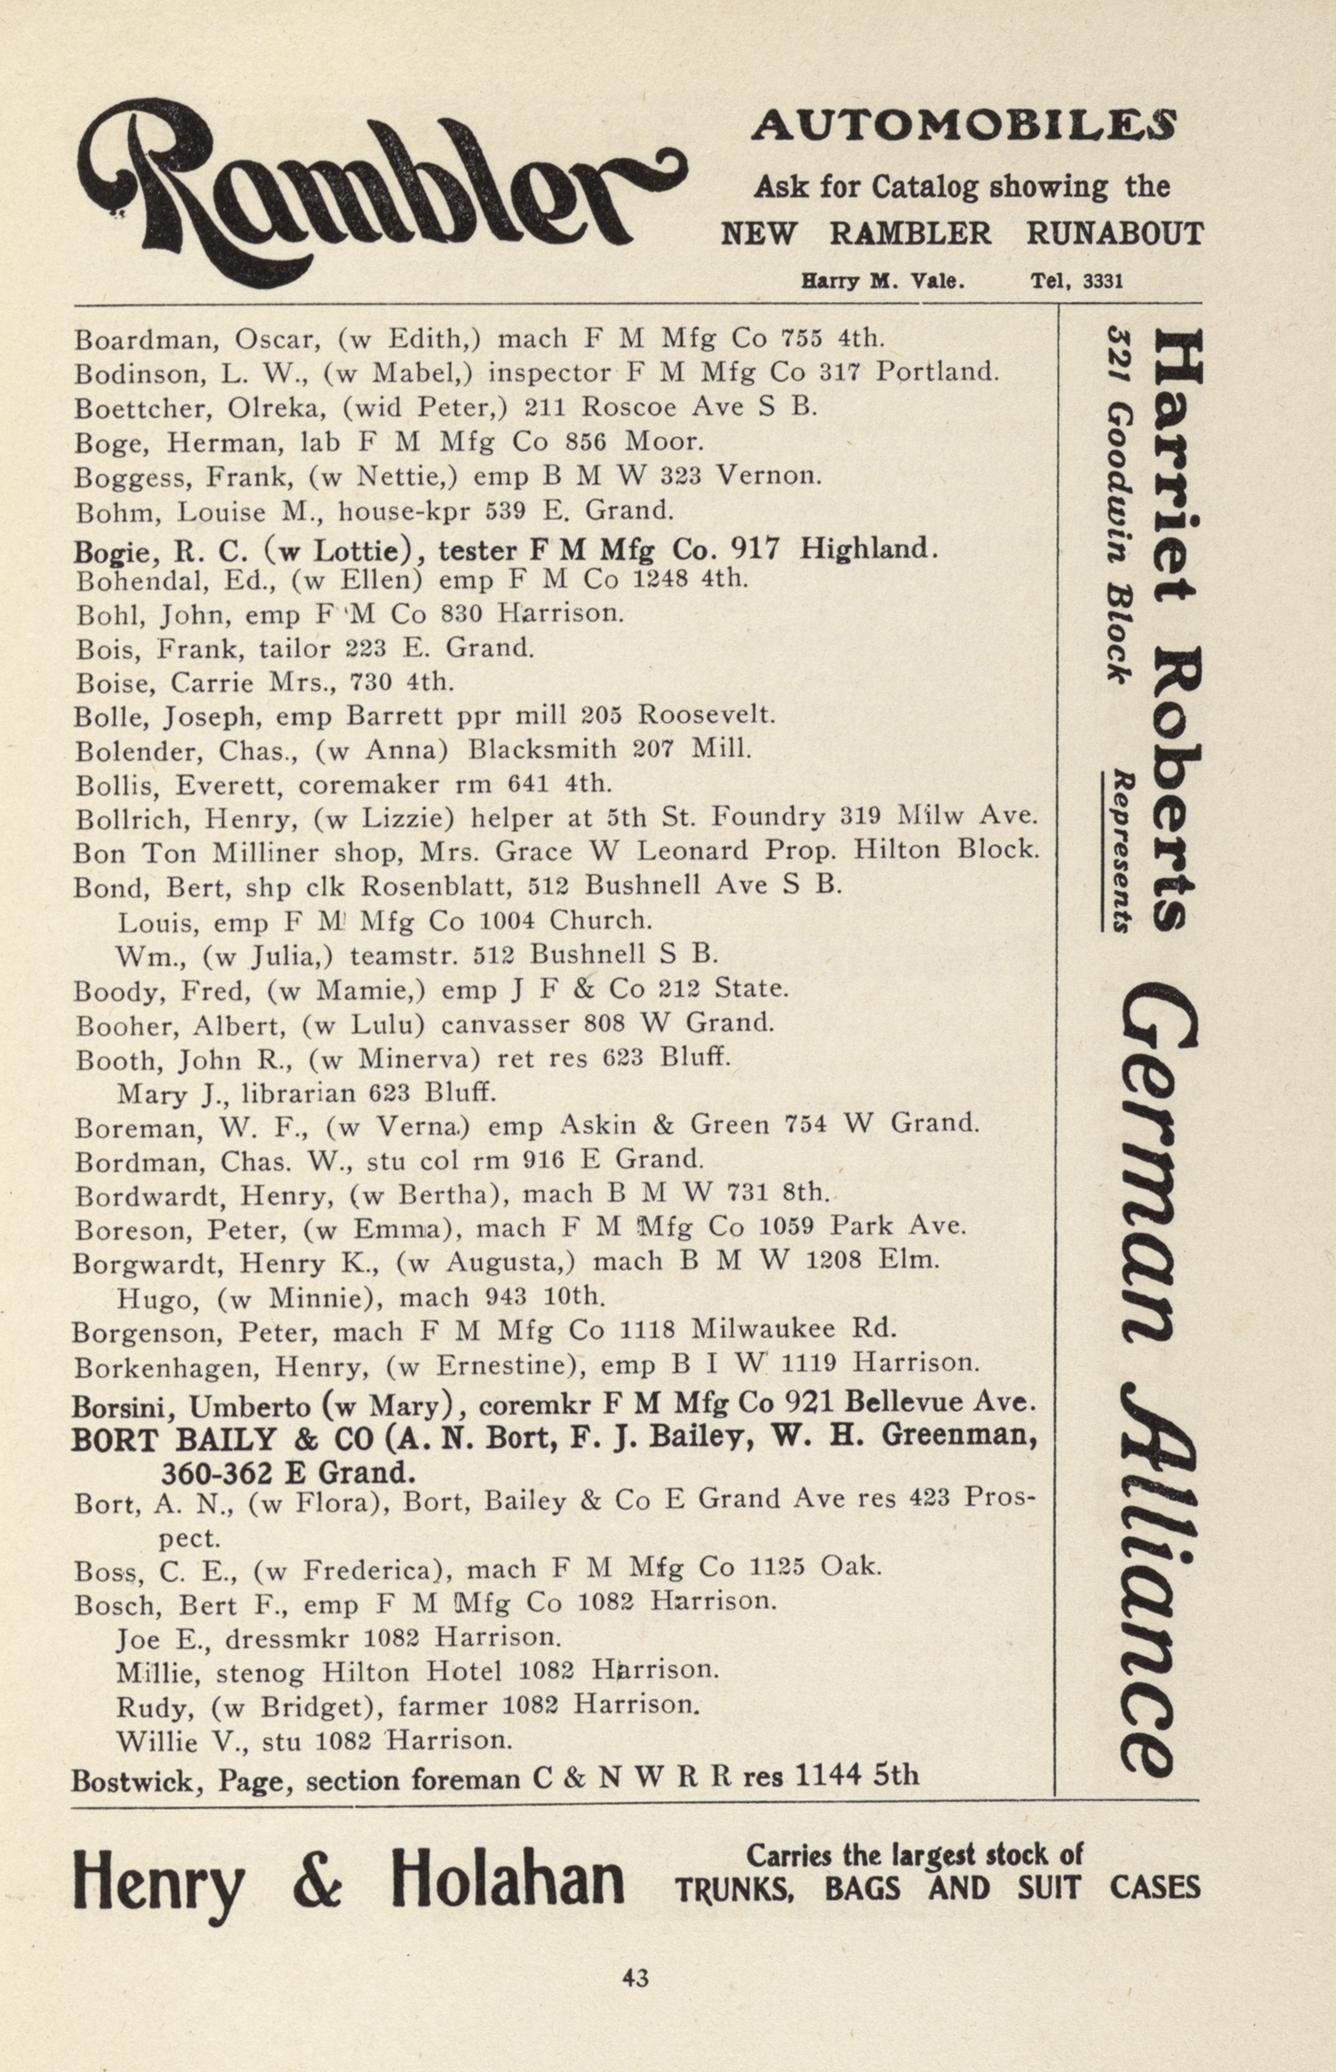 Rambler
AUTOMOBILES
Ask for Catalog showing the
NEW RAMBLER RUNABOUT
Harry M. Vale. Tel, 3331
Boardman, Oscar, (w Edith,) mach F M Mfg Co 755 4th.
Bodinson, L. W., (w Mabel,) inspector F M Mfg Co 317 Portland.
Boettcher, Olreka, (wid Peter,) 211 Roscoe Ave S B.
Boge, Herman, lab F M Mfg Co 856 Moor.
Boggess, Frank, (w Nettie,) emp B M W 323 Vernon.
Bohm, Louise M., house-kpr 539 E. Grand.
Bogie, R. C. (w Lottie), tester F M Mfg Co. 917 Highland.
Bohendal, Ed., (w Ellen) emp F M Co 1248 4th.
Bohl, John, emp F 'M Co 830 Harrison.
Bois, Frank, tailor 223 E. Grand.
Boise, Carrie Mrs., 730 4th.
Bolle, Joseph, emp Barrett ppr mill 205 Roosevelt.
Bolender, Chas., (w Anna) Blacksmith 207 Mill.
Bollis, Everett, coremaker rm 641 4th.
Bollrich, Henry, (w Lizzie) helper at 5th St. Foundry 319 Milw Ave.
Bon Ton Milliner shop, Mrs. Grace W Leonard Prop. Hilton Block.
Bond, Bert, shp clk Rosenblatt, 512 Bushnell Ave S B.
Louis, emp F M Mfg Co 1004 Church.
Wm., (w Julia,) teamstr. 512 Bushnell S B.
Boody, Fred, (w Mamie,) emp J F & Co 212 State.
Booher, Albert, (w Lulu) canvasser 808 W Grand.
Booth, John R., (w Minerva) ret res 623 Bluff.
Mary J., librarian 623 Bluff.
Boreman, W. F., (w Verna.) emp Askin & Green 754 W Grand.
Bordman, Chas. W., stu col rm 916 E Grand.
Bordwardt, Henry, (w Bertha), mach B M W 731 8th.
Boreson, Peter, (w Emma), mach F M Mfg Co 1059 Park Ave.
Borgwardt, Henry K., (w Augusta,) mach B M W 1208 Elm.
Hugo, (w Minnie), mach 943 10th.
Borgenson, Peter, mach F M Mfg Co 1118 Milwaukee Rd.
Borkenhagen, Henry, (w Ernestine), emp B I W 1119 Harrison.
Borsini, Umberto (w Mary), coremkr F M Mfg Co 921 Bellevue Ave.
BORT BAILY & CO (A. N. Bort, F. J. Bailey, W. H. Greenman,
360-362 E Grand.
Bort, A. N., (w Flora), Bort, Bailey & Co E Grand Ave res 423 Pros-
pect.
Boss, C. E., (w Frederica), mach F M Mfg Co 1125 Oak.
Bosch, Bert F., emp F M Mfg Co 1082 Harrison.
Joe E., dressmkr 1082 Harrison.
Millie, stenog Hilton Hotel 1082 Harrison.
Rudy, (w Bridget), farmer 1082 Harrison.
Willie V., stu 1082 Harrison.
Bostwick, Page, section foreman C & N W R R res 1144 5th
Harriet Roberts
321 Goodwin Block
Represents
German Alliance
Henry & Holahan
Carries the largest stock of
TRUNKS, BAGS AND SUIT CASES
43